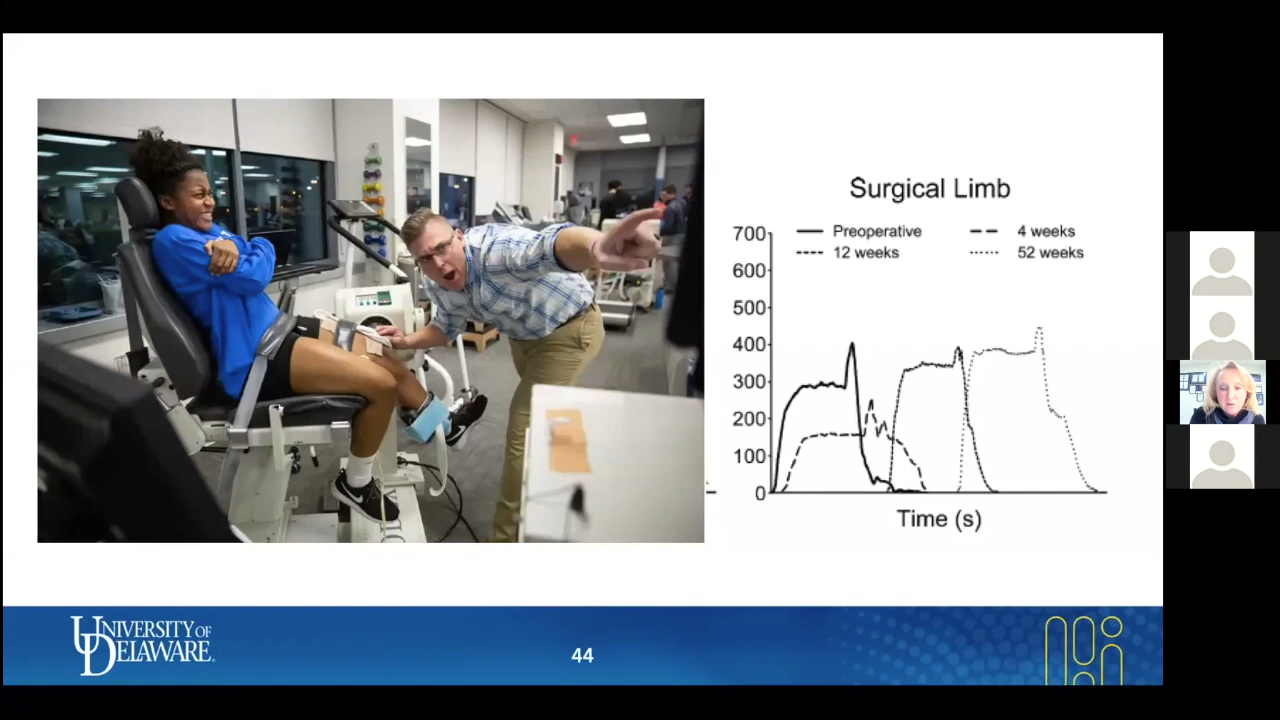 Surgical Limb
Preoperative
4 weeks
12 weeks
52 weeks
700
600
500
400
300
200
100
0
Time (s)
UNIVERSITY OF
DELAWARE
44